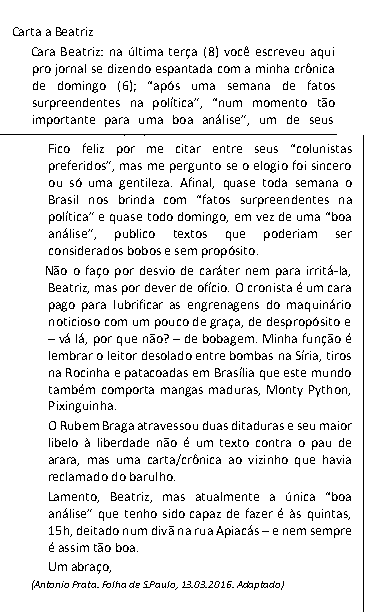 Carta a Beatriz
Cara Beatriz: na última terça (8) você escreveu aqui
pro jornal se dizendo espantada com a minha crônica
de domingo (6); “após uma semana de fatos
surpreendentes na política”, “num momento tão
importante para uma boa análise”, um de seus
Fico feliz por me citar entre seus “colunistas
preferidos”, mas me pergunto se o elogio foi sincero
ou só uma gentileza. Afinal, quase toda semana o
Brasil nos brinda com “fatos surpreendentes na
política” e quase todo domingo, em vez de uma “boa
análise”, publico textos que poderiam ser
considerados bobos e sem propósito.
Não o faço por desvio de caráter nem para irritá-la,
Beatriz, mas por dever de ofício. O cronista é um cara
pago para lubrificar as engrenagens do maquinário
noticioso com um pouco de graça, de despropósito e
– vá lá, por que não? – de bobagem. Minha função é
lembrar o leitor desolado entre bombas na Síria, tiros
na Rocinha e patacoadas em Brasília que este mundo
também comporta mangas maduras, Monty Python,
Pixinguinha.
O Rubem Braga atravessou duas ditaduras e seu maior
libelo à liberdade não é um texto contra o pau de
arara, mas uma carta/crônica ao vizinho que havia
reclamado do barulho.
Lamento, Beatriz, mas atualmente a única “boa
análise” que tenho sido capaz de fazer é às quintas,
15h, deitado num divã na rua Apiacás – e nem sempre
é assim tão boa.
Um abraço,
(Antonio Prata. Folha de S.Paulo, 13.03.2016. Adaptado)